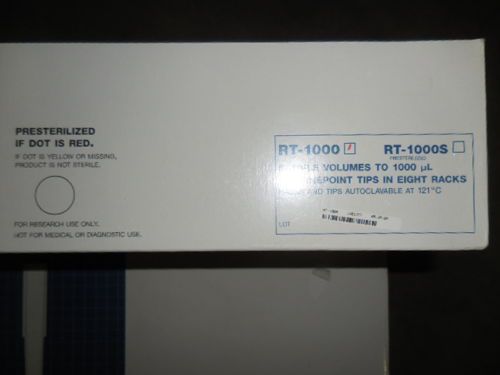 PRESTERILIZED
IF DOT IS RED.
IF DOT IS YELLOW OR MISSING,
PRODUCT IS NOT STERILE.
FOR RESEARCH USE ONLY.
NOT FOR MEDICAL OR DIAGNOSTIC USE.
RT-1000 RT-1000S
PRESTERILIZED
VOLUMES TO 1000 µL
TIPS IN EIGHT RACKS
AND TIPS AUTOCLAVABLE AT 121°C
LOT